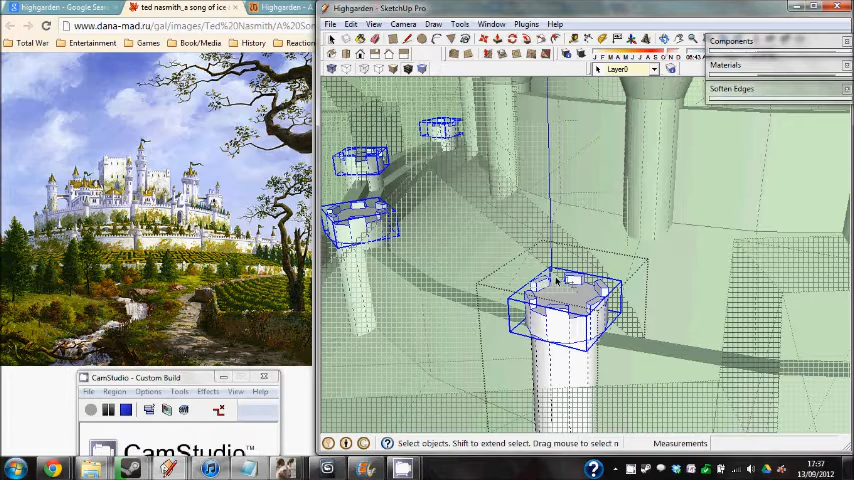 highgarden - Google Sear
ted nasmith_a song of ice
Highgarden
www.dana-mad.ru/gal/images/Ted%20Nasmith/A%20So
Total War
Entertainment
Games
Book/Media
History
Reaction
Highgarden - SketchUp Pro
File Edit View Camera Draw Tools Window Plugins Help
J F M A M J J A S O N D
Layer0
Components
Materials
Soften Edges
CamStudio - Custom Build
File Region Options Tools Effects View Help
CamStudio™
Select objects. Shift to extend select. Drag mouse to select n
Measurements
17:37
13/09/2012